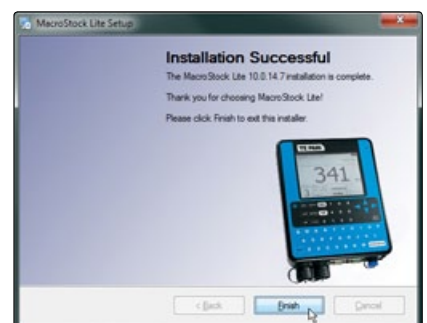 MacroStock Lite Setup
Installation Successful
The MacroStock Lite 10.0.14.7 installation is complete.
Thank you for choosing MacroStock Lite!
Please click Finish to exit this installer.
341
< Back
Finish
Cancel